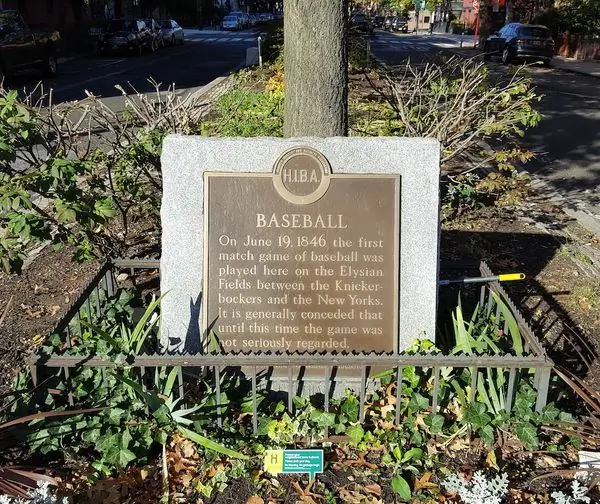 H.I.B.A.
BASEBALL
On June 19, 1846 the first
match game of baseball was
played here on the Elysian
Fields between the Knicker-
bockers and the New Yorks.
It is generally conceded that
until this time the game was
not seriously regarded.
H